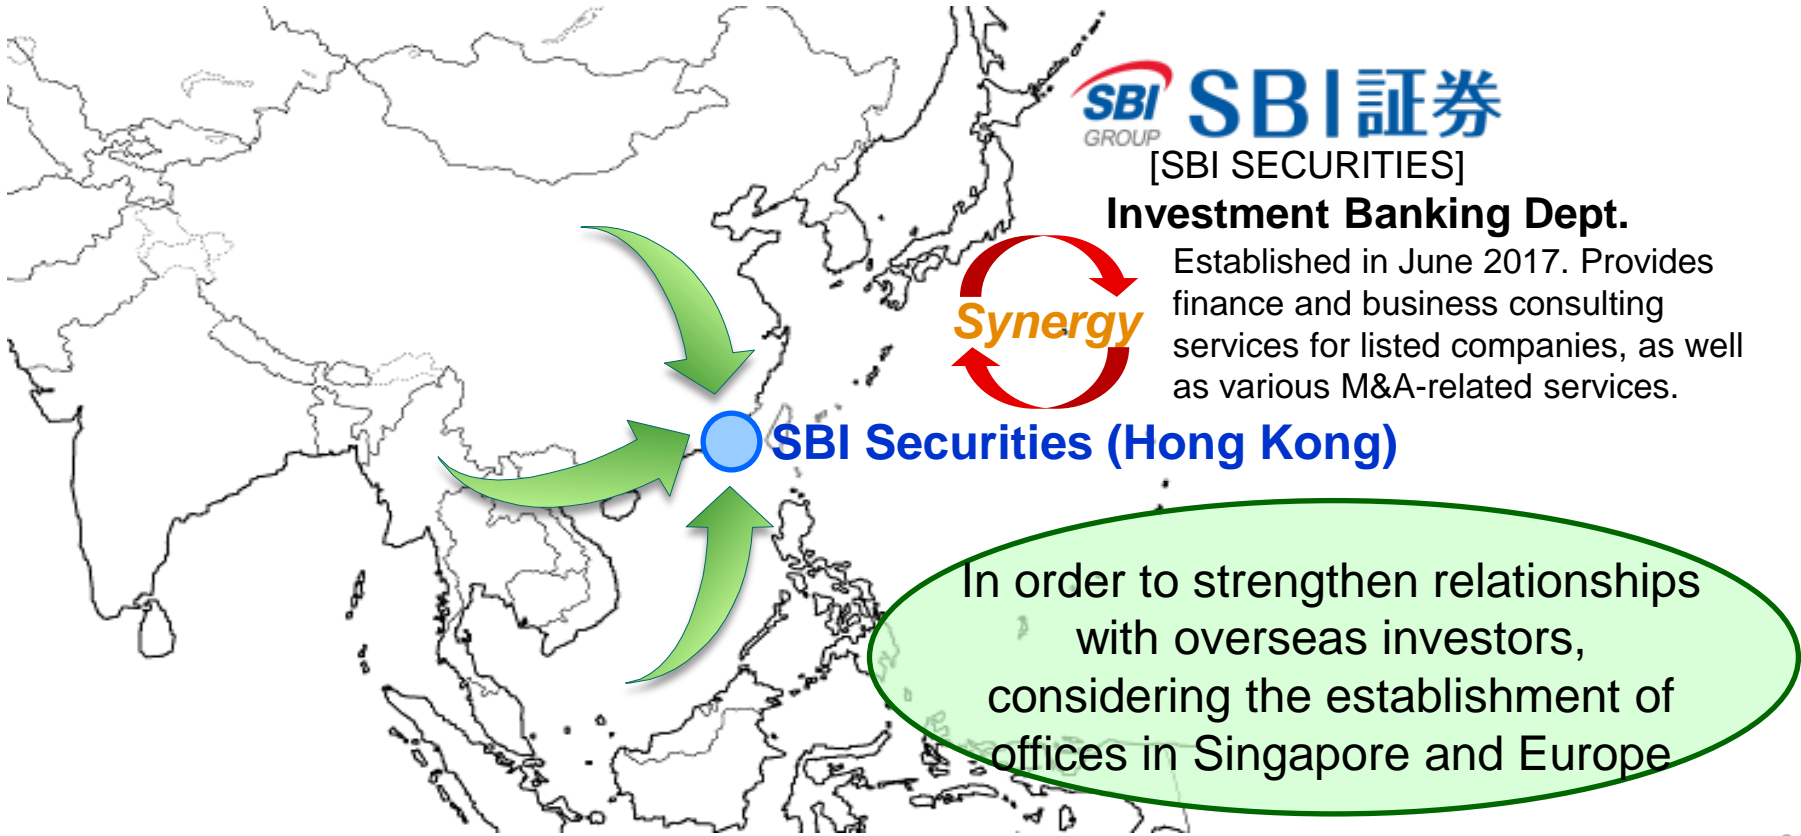 SBI
GROUP
SBI証券
[SBI SECURITIES]
Investment Banking Dept.
Established in June 2017. Provides
finance and business consulting
services for listed companies, as well
as various M&A-related services.
Synergy
SBI Securities (Hong Kong)
In order to strengthen relationships
with overseas investors,
considering the establishment of
offices in Singapore and Europe